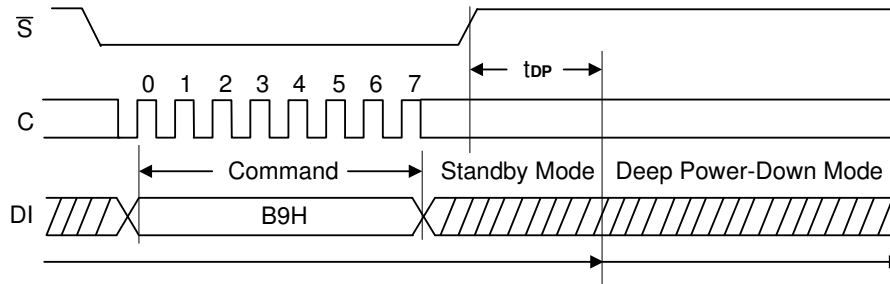 S
tDP
0 1 2 3 4 5 6 7
C
Command Standby Mode Deep Power-Down Mode
DI B9H